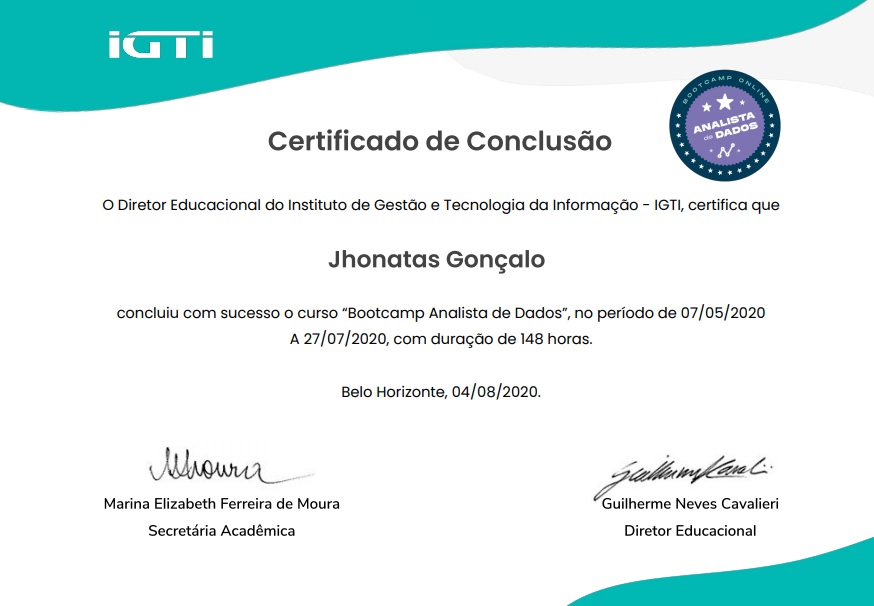 iGTi
BOOTCAMP ONLINE
ANALISTA
de DADOS
Certificado de Conclusão
O Diretor Educacional do Instituto de Gestão e Tecnologia da Informação - IGTI, certifica que
Jhonatas Gonçalo
concluiu com sucesso o curso “Bootcamp Analista de Dados”, no período de 07/05/2020
A 27/07/2020, com duração de 148 horas.
Belo Horizonte, 04/08/2020.
Marina Elizabeth Ferreira de Moura
Secretária Acadêmica
Guilherme Neves Cavalieri
Diretor Educacional